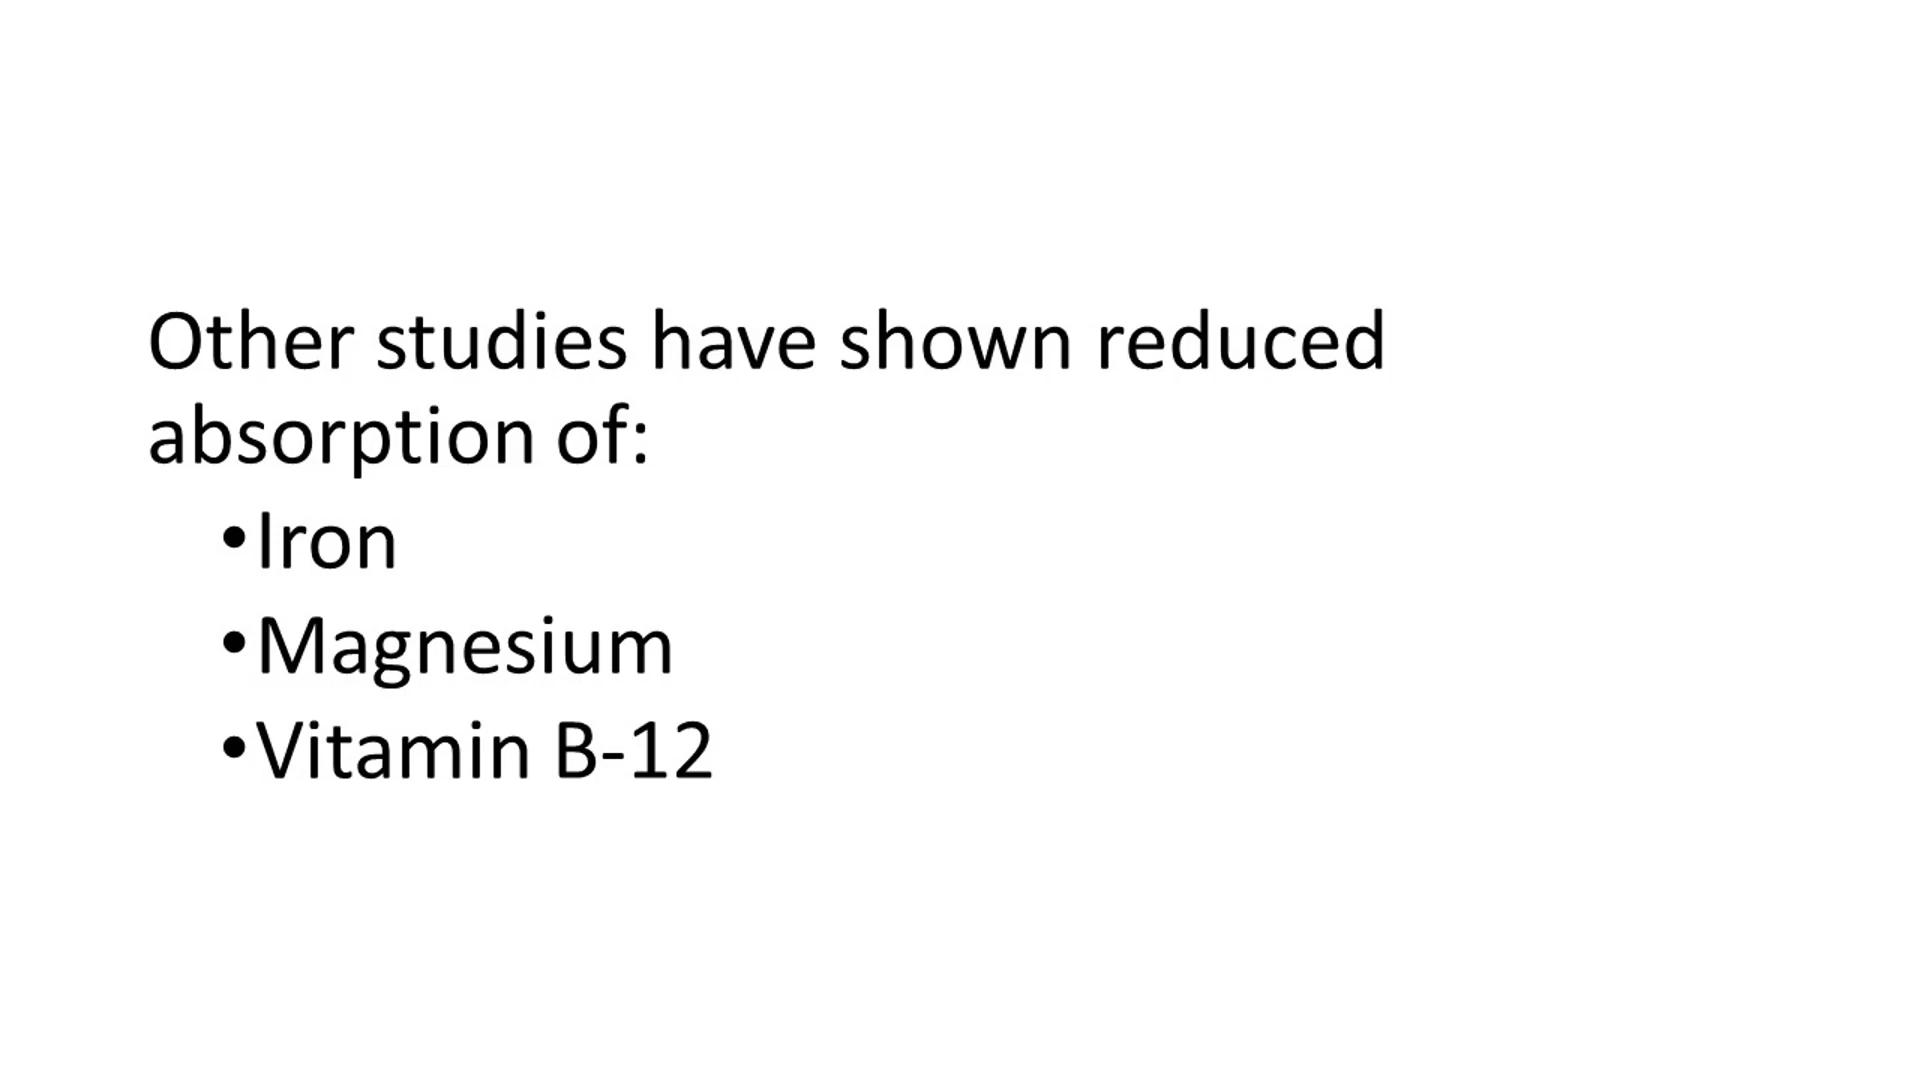 Other studies have shown reduced
absorption of:
•Iron
•Magnesium
•Vitamin B-12